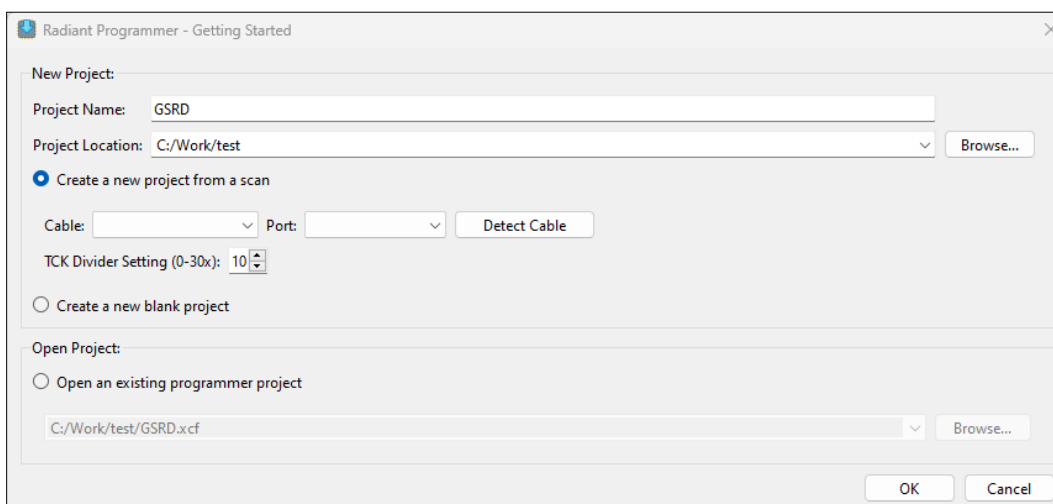 Radiant Programmer - Getting Started
New Project:
Project Name: GSRD
Project Location: C:/Work/test Browse...
Create a new project from a scan
Cable: Port: Detect Cable
TCK Divider Setting (0-30x): 10
Create a new blank project
Open Project:
Open an existing programmer project
C:/Work/test/GSRD.xcf Browse...
OK Cancel